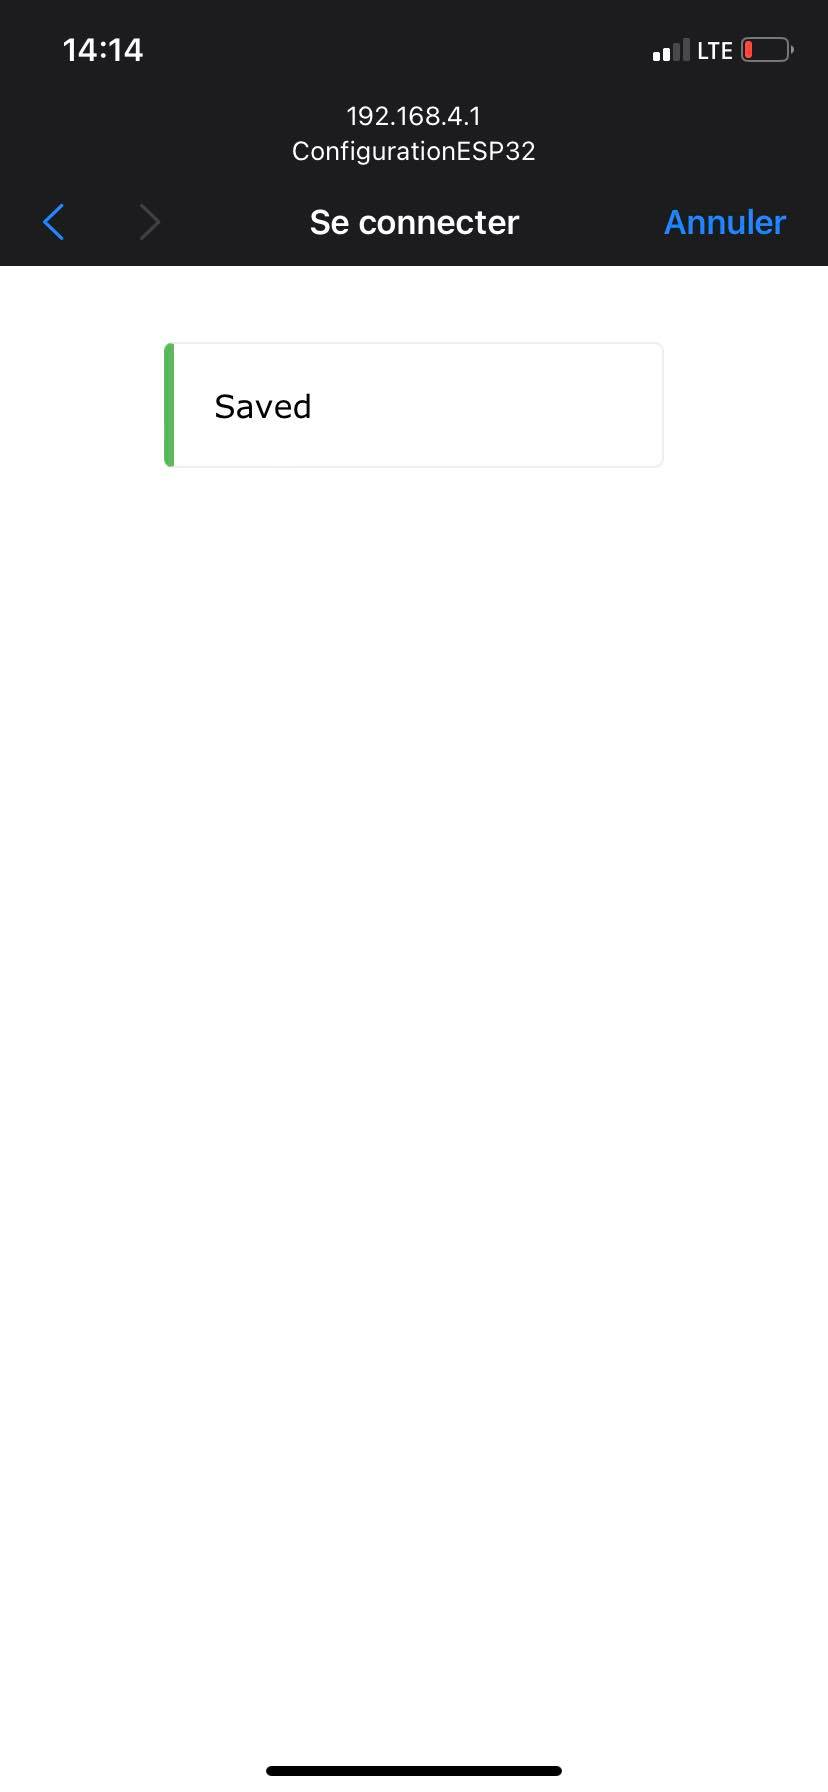 14:14
LTE
192.168.4.1
ConfigurationESP32
Se connecter
Annuler
Saved